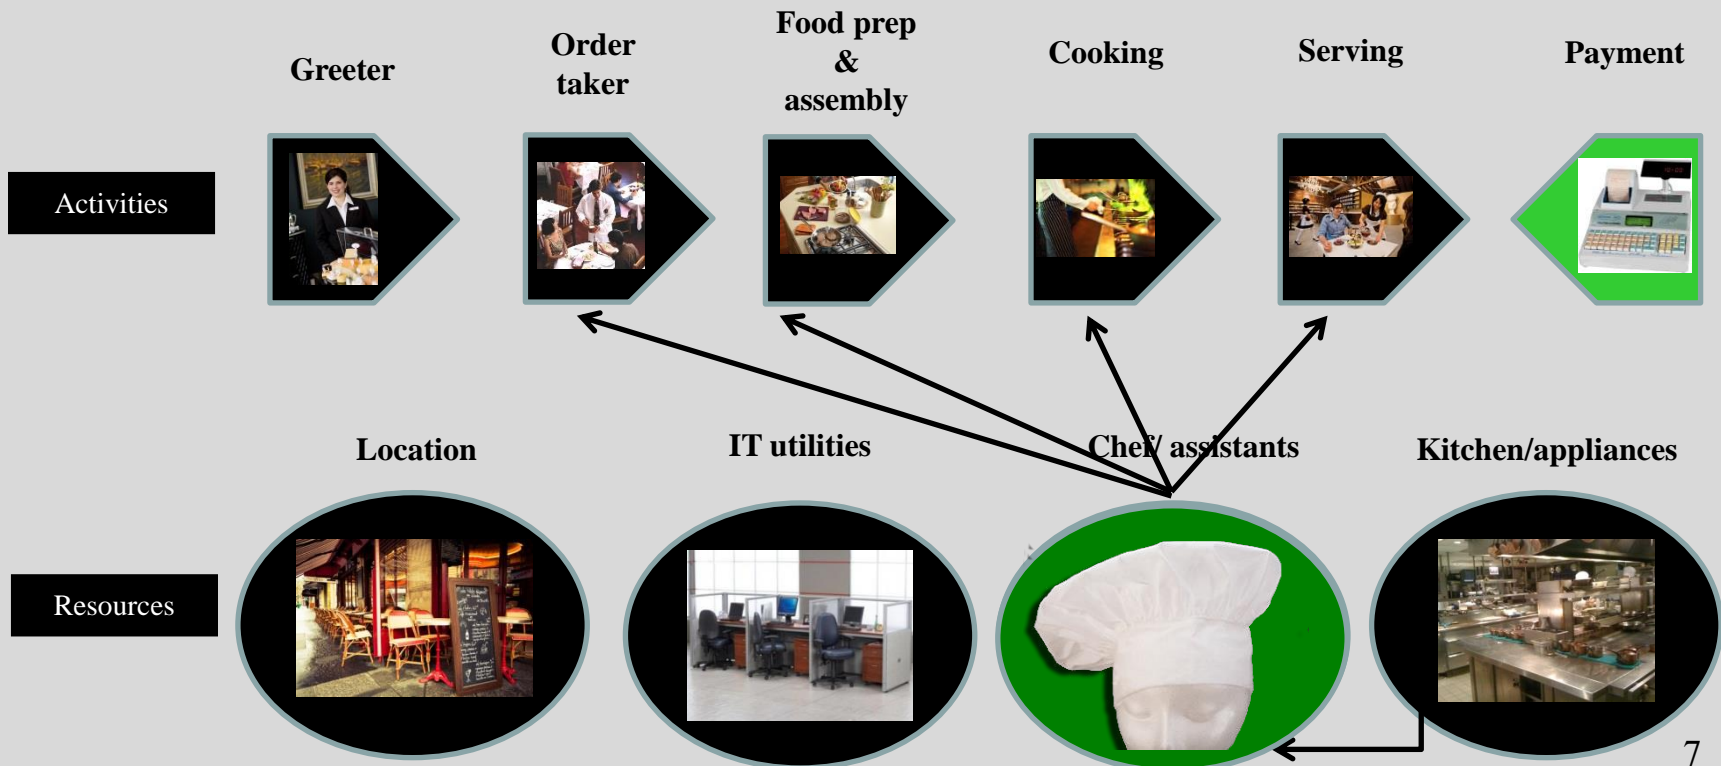 Greeter
Order
taker
Food prep
&
assembly
Cooking
Serving
Payment
Activities
Location
IT utilities
Chef/ assistants
Kitchen/appliances
Resources
7